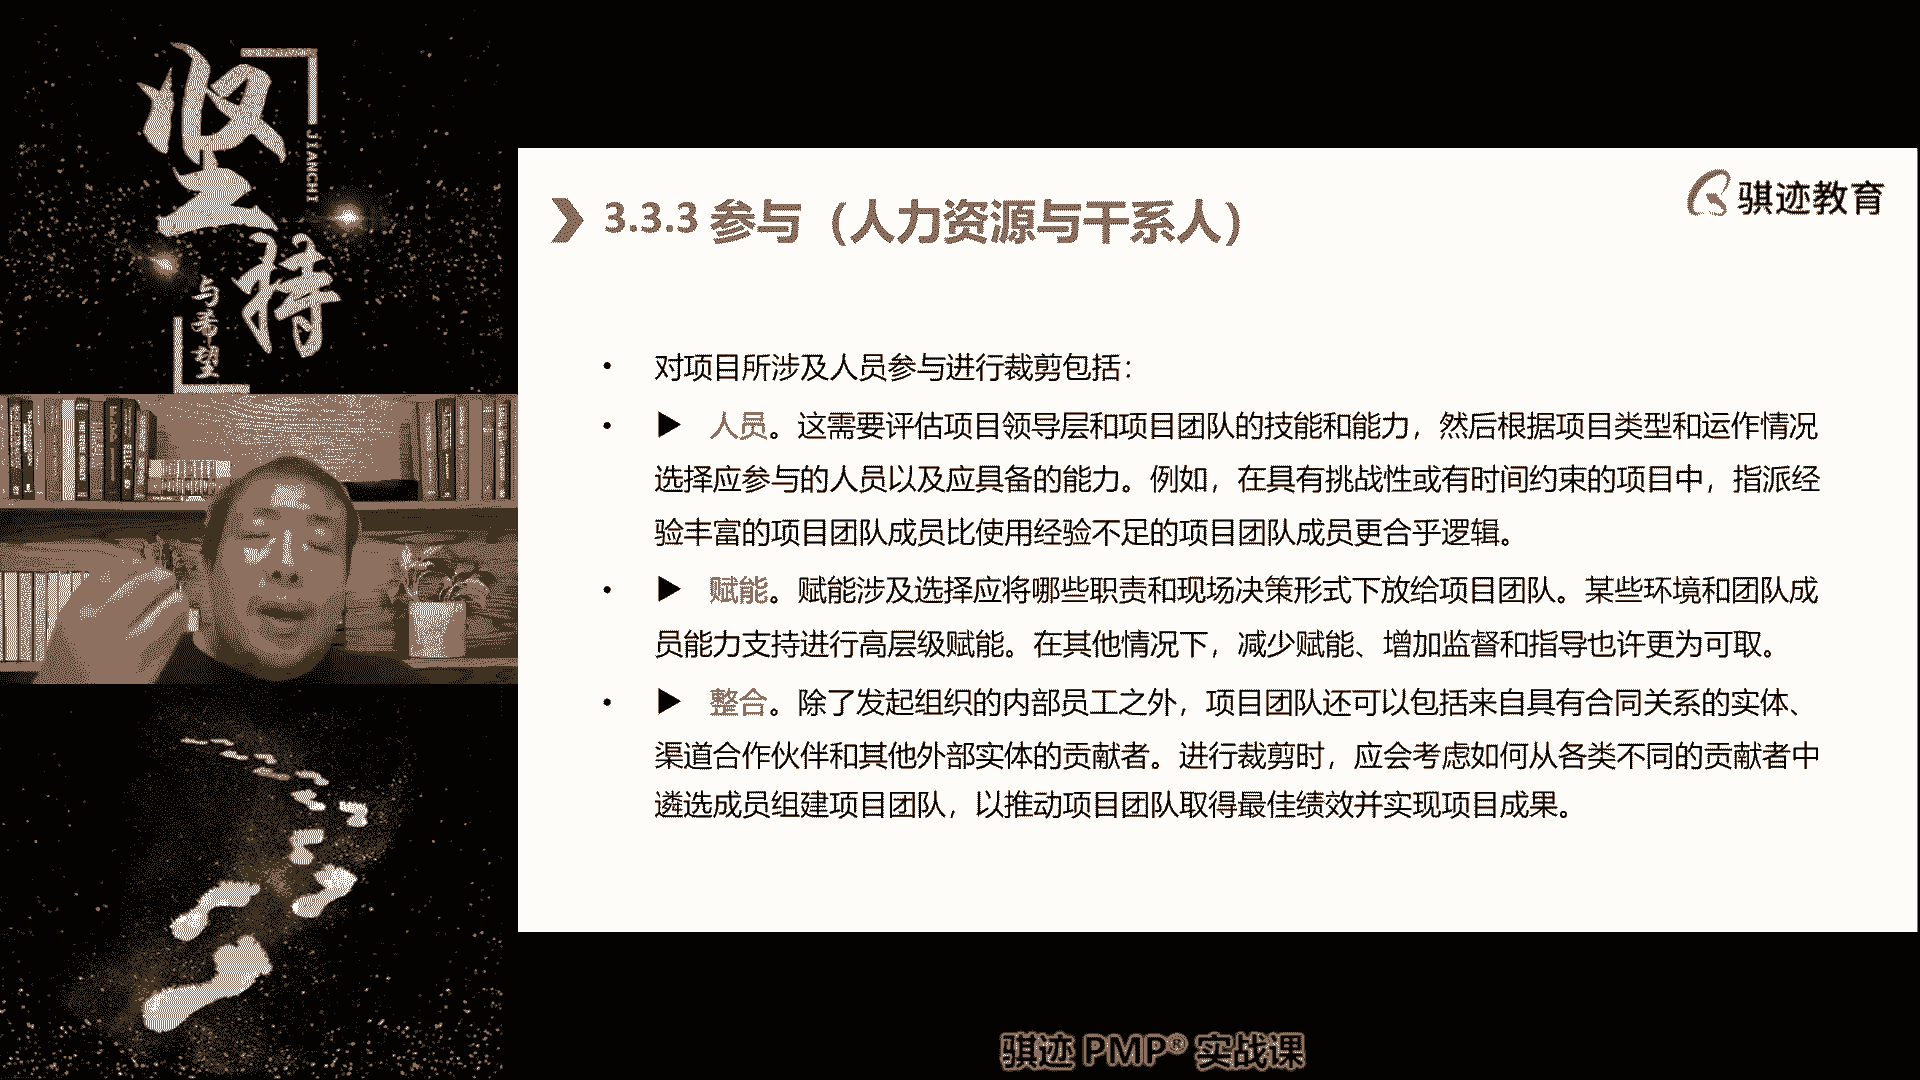 坚持
JIANCHI
与希望
骐迹教育
3.3.3 参与（人力资源与干系人）
• 对项目所涉及人员参与进行裁剪包括：
• ▶ 人员。这需要评估项目领导层和项目团队的技能和能力，然后根据项目类型和运作情况
选择应参与的人员以及应具备的能力。例如，在具有挑战性或有时间约束的项目中，指派经
验丰富的项目团队成员比使用经验不足的项目团队成员更合乎逻辑。
• ▶ 赋能。赋能涉及选择应将哪些职责和现场决策形式下放给项目团队。某些环境和团队成
员能力支持进行高层级赋能。在其他情况下，减少赋能、增加监督和指导也许更为可取。
• ▶ 整合。除了发起组织的内部员工之外，项目团队还可以包括来自具有合同关系的实体、
渠道合作伙伴和其他外部实体的贡献者。进行裁剪时，应会考虑如何从各类不同的贡献者中
遴选成员组建项目团队，以推动项目团队取得最佳绩效并实现项目成果。
骐迹 PMP® 实战课